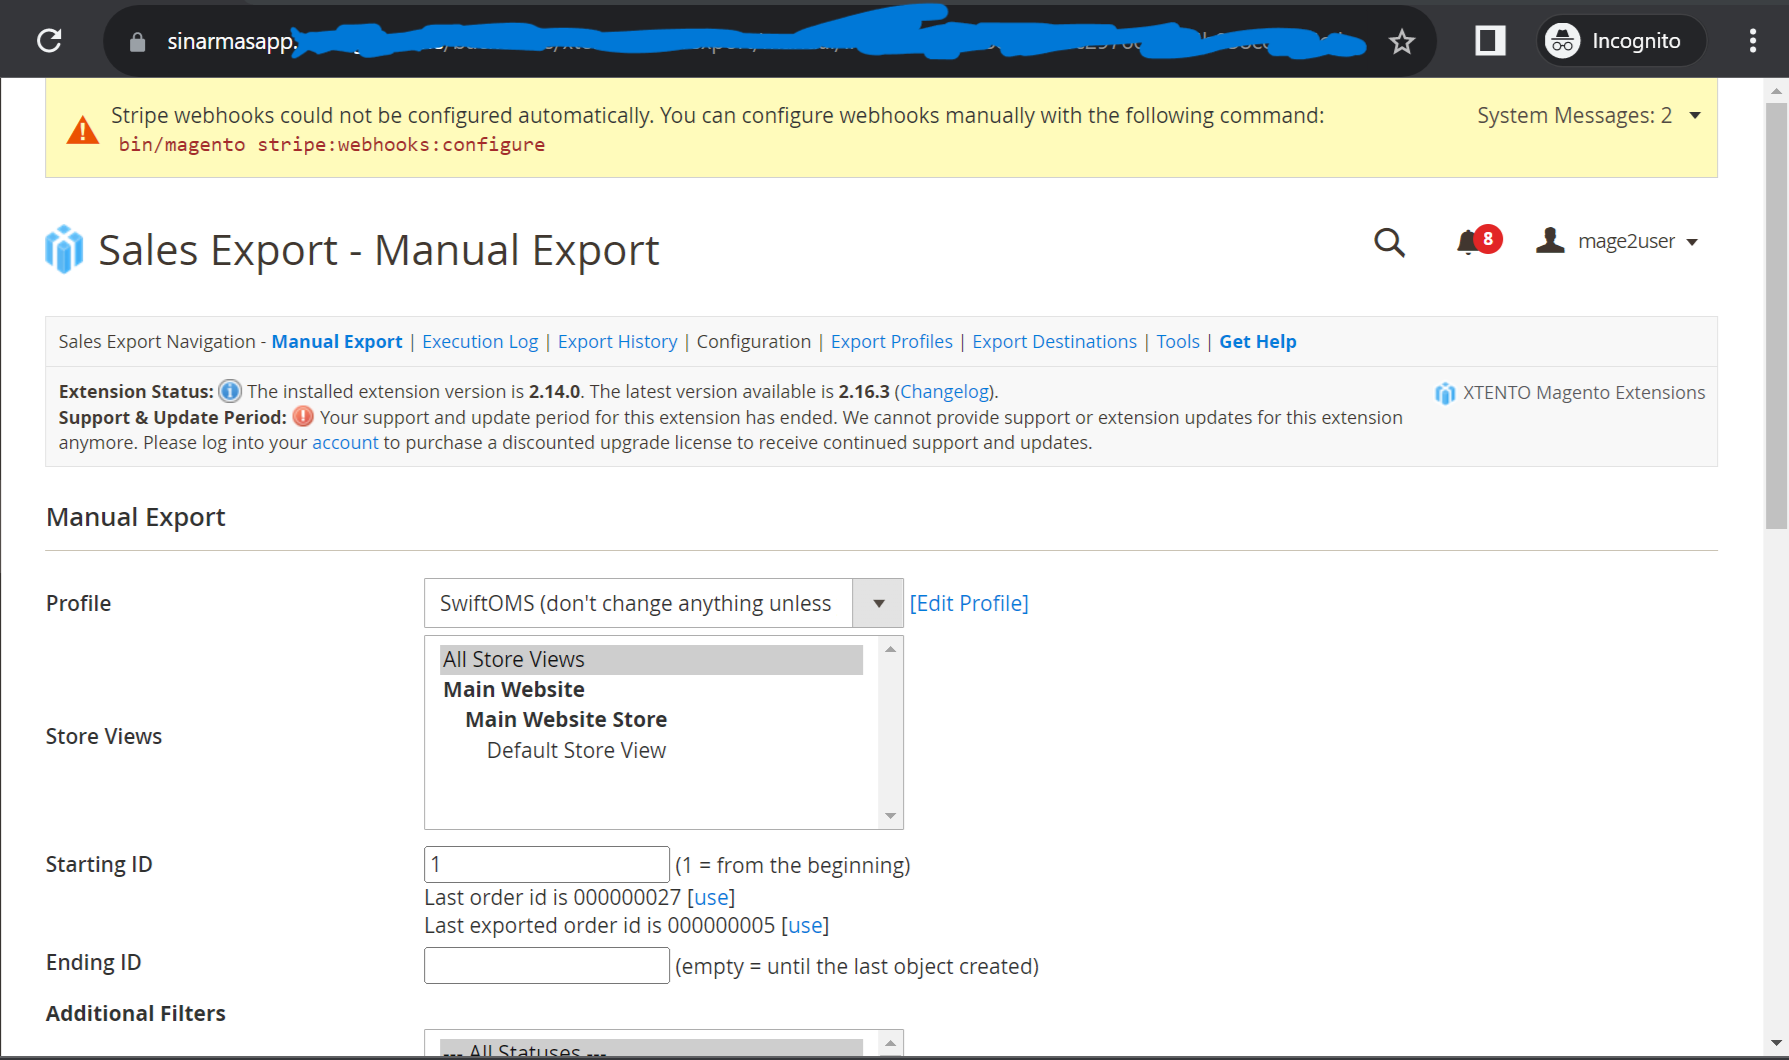 sinarmasapp.
Incognito
Stripe webhooks could not be configured automatically. You can configure webhooks manually with the following command:
bin/magento stripe:webhooks:configure
System Messages: 2
Sales Export - Manual Export
8
mage2user
Sales Export Navigation - Manual Export | Execution Log | Export History | Configuration | Export Profiles | Export Destinations | Tools | Get Help
Extension Status: The installed extension version is 2.14.0. The latest version available is 2.16.3 (Changelog).
XTENTO Magento Extensions
Support & Update Period: Your support and update period for this extension has ended. We cannot provide support or extension updates for this extension
anymore. Please log into your account to purchase a discounted upgrade license to receive continued support and updates.
Manual Export
Profile
SwiftOMS (don't change anything unless
[Edit Profile]
Store Views
All Store Views
Main Website
Main Website Store
Default Store View
Starting ID
1
(1 = from the beginning)
Last order id is 000000027 [use]
Last exported order id is 000000005 [use]
Ending ID
(empty = until the last object created)
Additional Filters
--- All Statuses ---